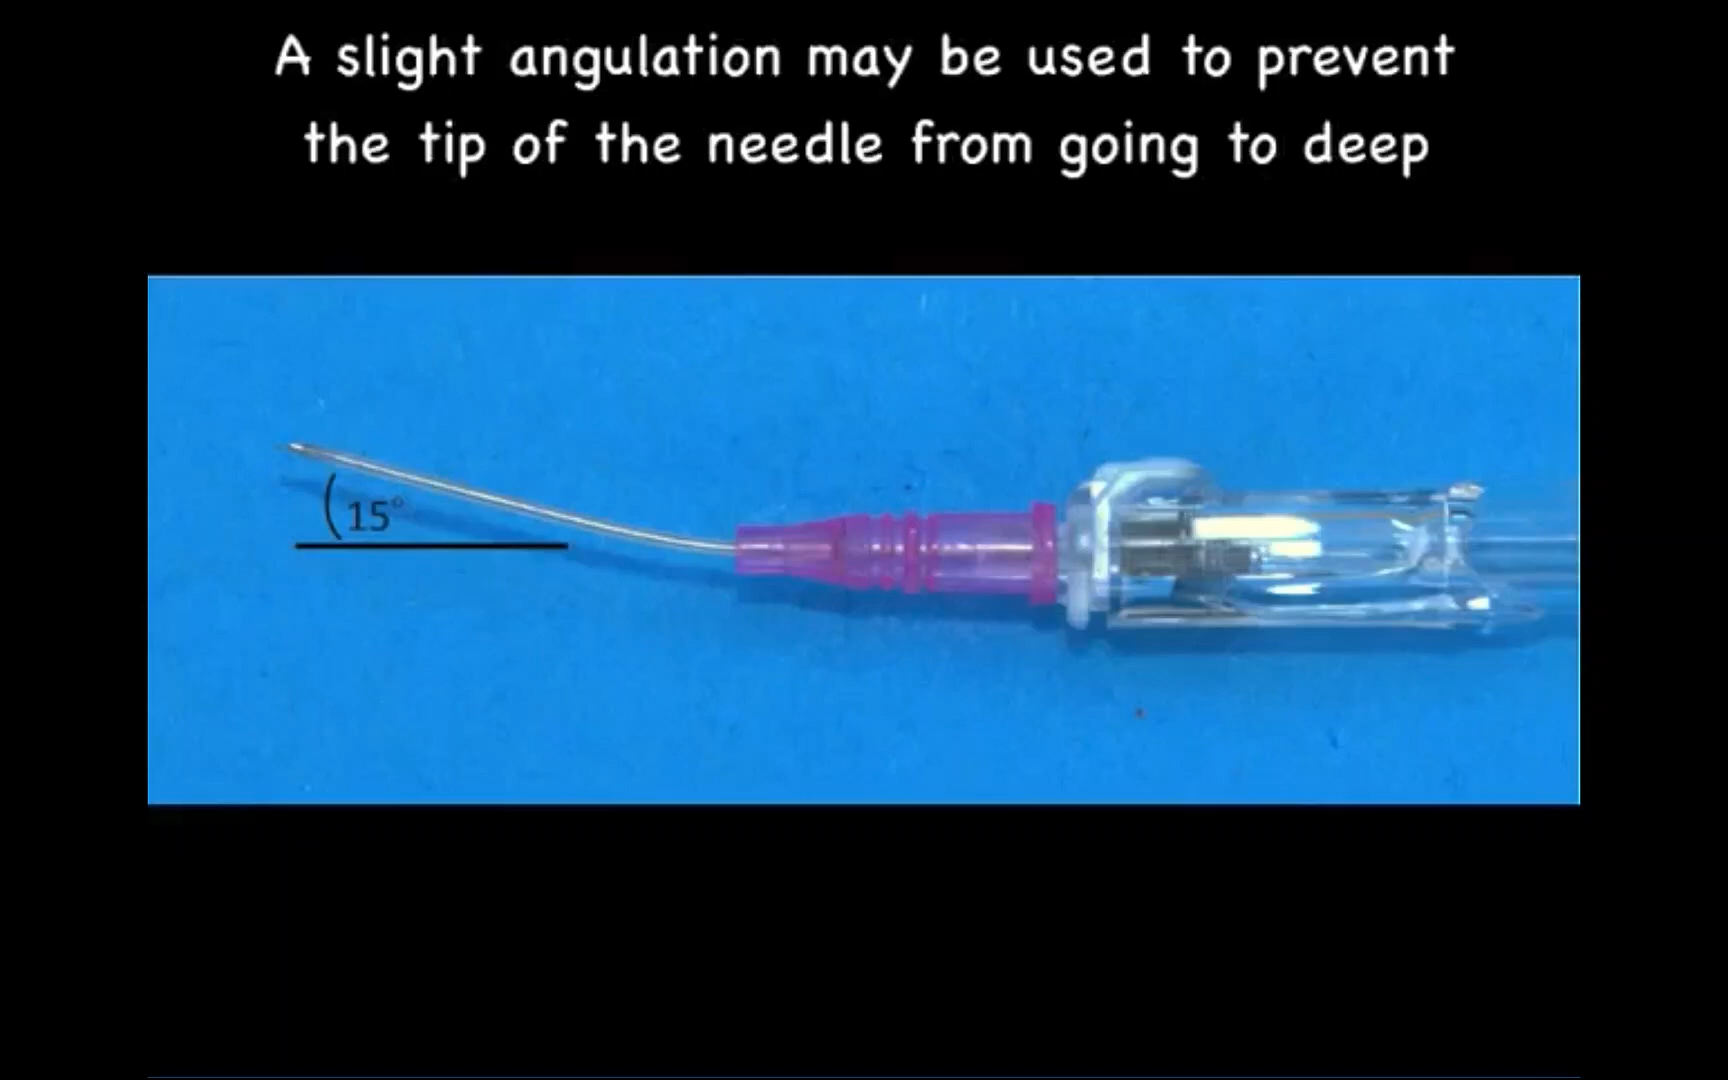 A slight angulation may be used to prevent
the tip of the needle from going to deep
15°